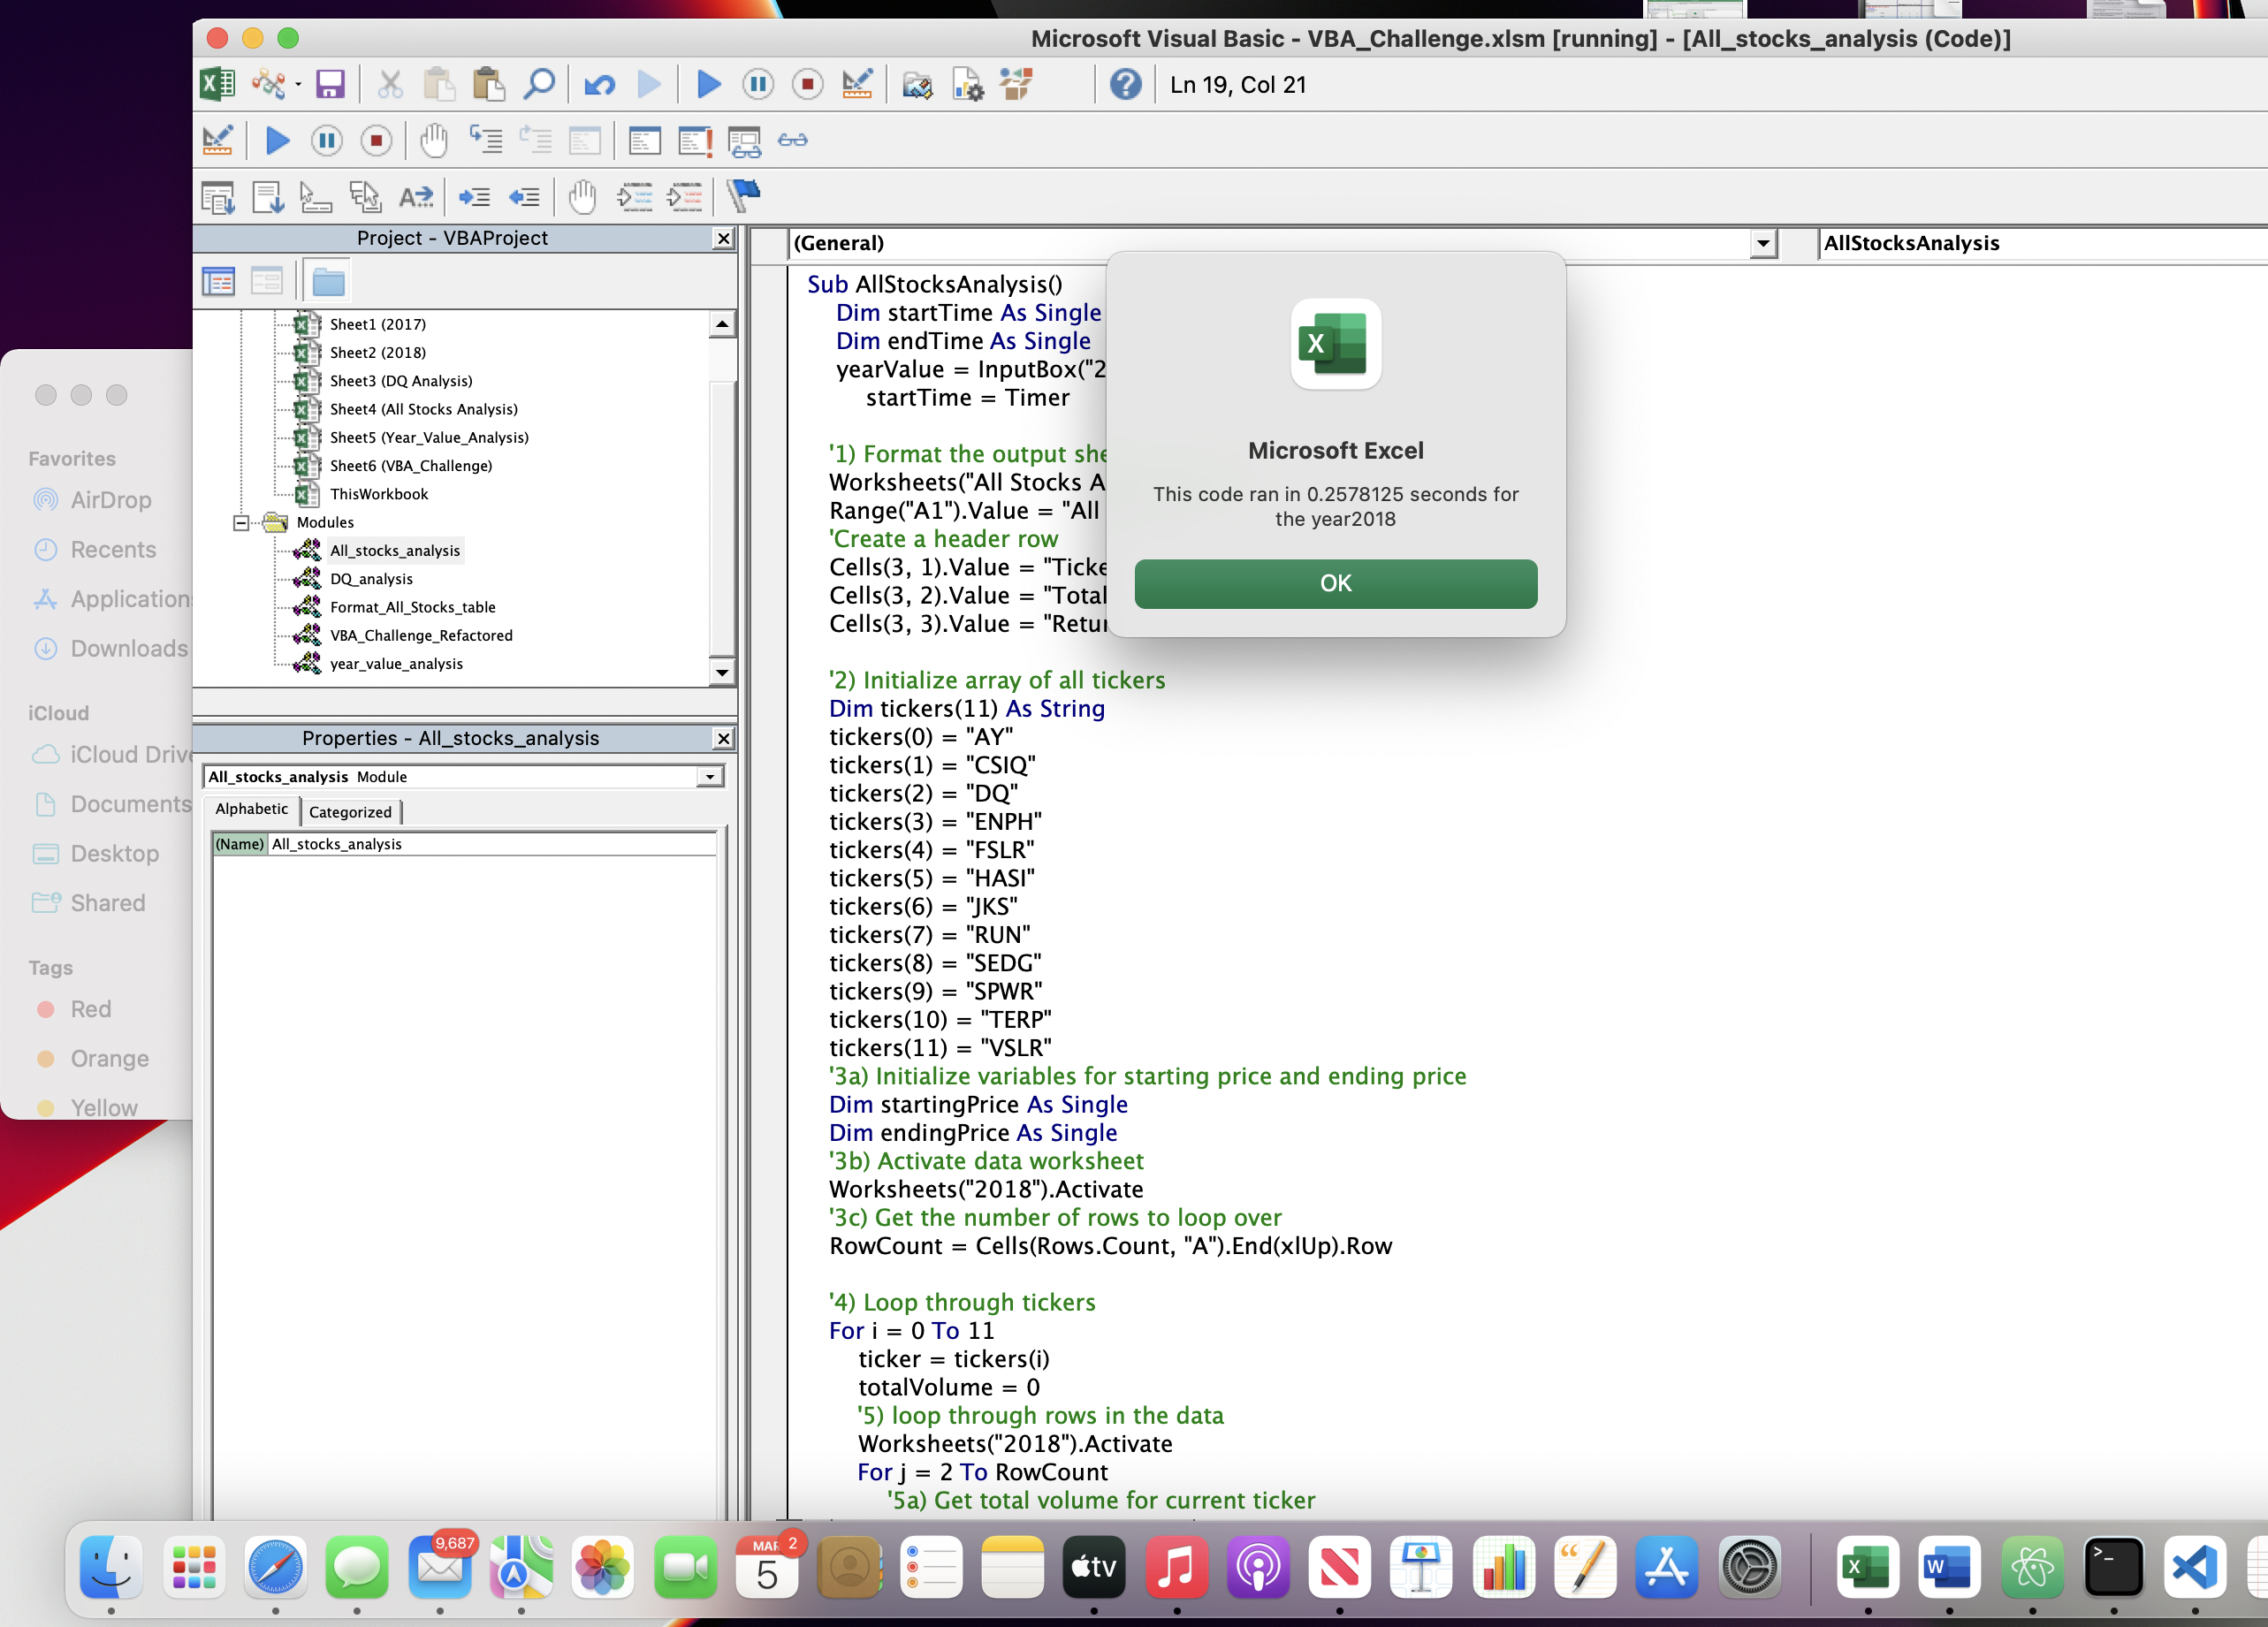 Microsoft Visual Basic - VBA_Challenge.xlsm [running] - [All_stocks_analysis (Code)]
Ln 19, Col 21
Project - VBAProject
Sheet1 (2017)
Sheet2 (2018)
Sheet3 (DQ Analysis)
Sheet4 (All Stocks Analysis)
Sheet5 (Year_Value_Analysis)
Sheet6 (VBA_Challenge)
ThisWorkbook
Modules
All_stocks_analysis
DQ_analysis
Format_All_Stocks_table
VBA_Challenge_Refactored
year_value_analysis
Properties - All_stocks_analysis
All_stocks_analysis Module
Alphabetic
Categorized
(Name) All_stocks_analysis
(General)
AllStocksAnalysis
Sub AllStocksAnalysis()
Dim startTime As Single
Dim endTime As Single
yearValue = InputBox("2
startTime = Timer
'1) Format the output she
Worksheets("All Stocks A
Range("A1").Value = "All
'Create a header row
Cells(3, 1).Value = "Ticke
Cells(3, 2).Value = "Total
Cells(3, 3).Value = "Retur
'2) Initialize array of all tickers
Dim tickers(11) As String
tickers(0) = "AY"
tickers(1) = "CSIQ"
tickers(2) = "DQ"
tickers(3) = "ENPH"
tickers(4) = "FSLR"
tickers(5) = "HASI"
tickers(6) = "JKS"
tickers(7) = "RUN"
tickers(8) = "SEDG"
tickers(9) = "SPWR"
tickers(10) = "TERP"
tickers(11) = "VSLR"
'3a) Initialize variables for starting price and ending price
Dim startingPrice As Single
Dim endingPrice As Single
'3b) Activate data worksheet
Worksheets("2018").Activate
'3c) Get the number of rows to loop over
RowCount = Cells(Rows.Count, "A").End(xlUp).Row
'4) Loop through tickers
For i = 0 To 11
ticker = tickers(i)
totalVolume = 0
'5) loop through rows in the data
Worksheets("2018").Activate
For j = 2 To RowCount
'5a) Get total volume for current ticker
Microsoft Excel
This code ran in 0.2578125 seconds for
the year2018
OK
Favorites
AirDrop
Recents
Application
Downloads
iCloud
iCloud Drive
Documents
Desktop
Shared
Tags
Red
Orange
Yellow
9,687
MAR
2
5
tv